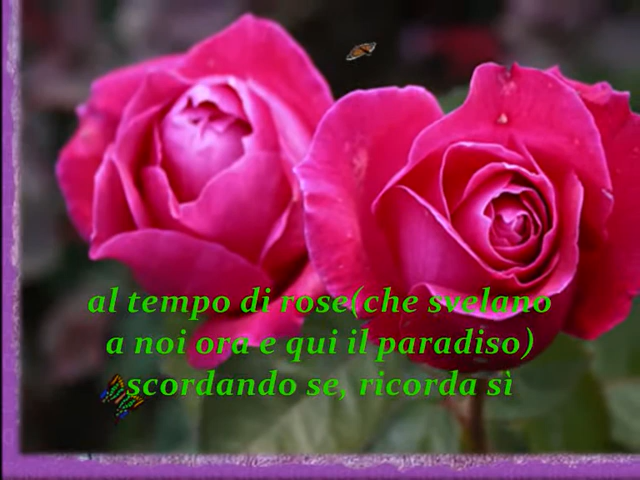 al tempo di rose(che svelano
a noi ora e qui il paradiso)
scordando se, ricorda sì